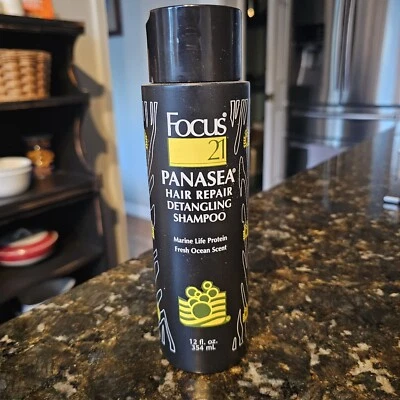 Focus®
21
PANASEA®
HAIR REPAIR
DETANGLING
SHAMPOO
Marine Life Protein
Fresh Ocean Scent
12 fl. oz.
354 mL